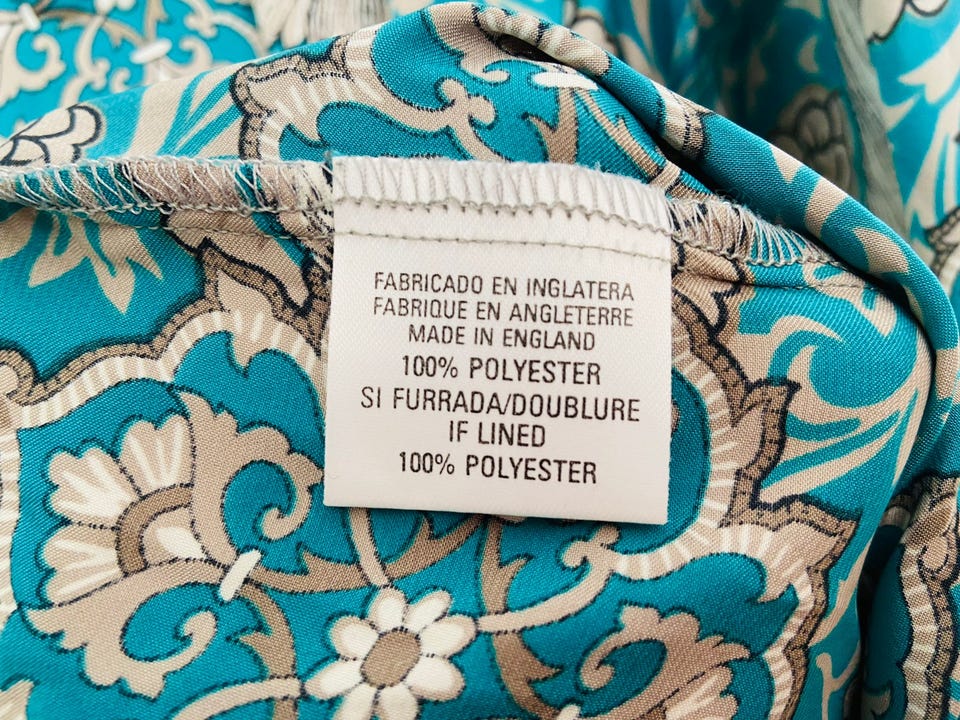 FABRICADO EN INGLATERA
FABRIQUE EN ANGLETERRE
MADE IN ENGLAND
100% POLYESTER
SI FURRADA/DOUBLURE
IF LINED
100% POLYESTER